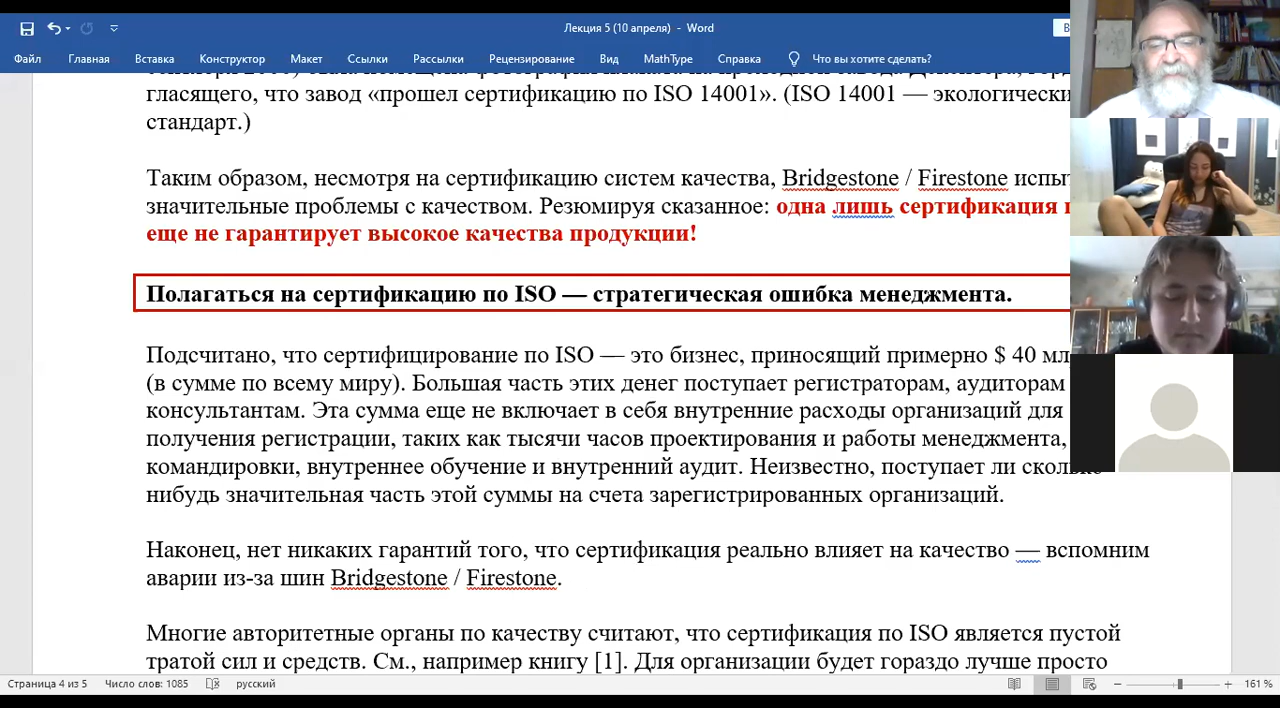 Лекция 5 (10 апреля) - Word
Файл Главная Вставка Конструктор Макет Ссылки Рассылки Рецензирование Вид MathType Справка Что вы хотите сделать?
гласящего, что завод «прошел сертификацию по ISO 14001». (ISO 14001 — экологически
стандарт.)
Таким образом, несмотря на сертификацию систем качества, Bridgestone / Firestone
значительные проблемы с качеством. Резюмируя сказанное: одна лишь сертификация
еще не гарантирует высокое качества продукции!
Полагаться на сертификацию по ISO — стратегическая ошибка менеджмента.
Подсчитано, что сертифицирование по ISO — это бизнес, приносящий примерно $ 40
(в сумме по всему миру). Большая часть этих денег поступает регистраторам, аудиторам
консультантам. Эта сумма еще не включает в себя внутренние расходы организаций для
получения регистрации, таких как тысячи часов проектирования и работы менеджмента,
командировки, внутреннее обучение и внутренний аудит. Неизвестно, поступает ли
нибудь значительная часть этой суммы на счета зарегистрированных организаций.
Наконец, нет никаких гарантий того, что сертификация реально влияет на качество — вспомним
аварии из-за шин Bridgestone / Firestone.
Многие авторитетные органы по качеству считают, что сертификация по ISO является пустой
тратой сил и средств. См., например книгу [1]. Для организации будет гораздо лучше просто
Страница 4 из 5 Число слов: 1085 русский 161 %